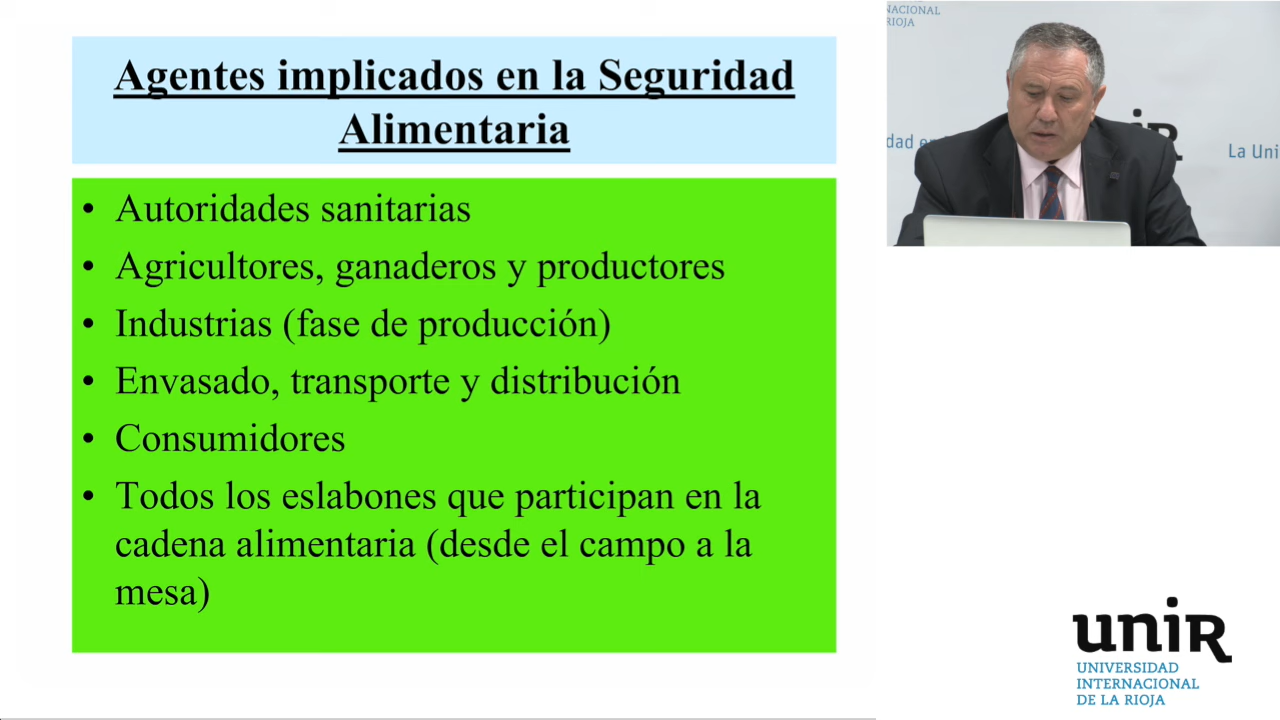 Agentes implicados en la Seguridad
Alimentaria
• Autoridades sanitarias
• Agricultores, ganaderos y productores
• Industrias (fase de producción)
• Envasado, transporte y distribución
• Consumidores
• Todos los eslabones que participan en la
cadena alimentaria (desde el campo a la
mesa)
NACIONAL
RIOJA
dad e
iR
La Uni
uniR
UNIVERSIDAD
INTERNACIONAL
DE LA RIOJA